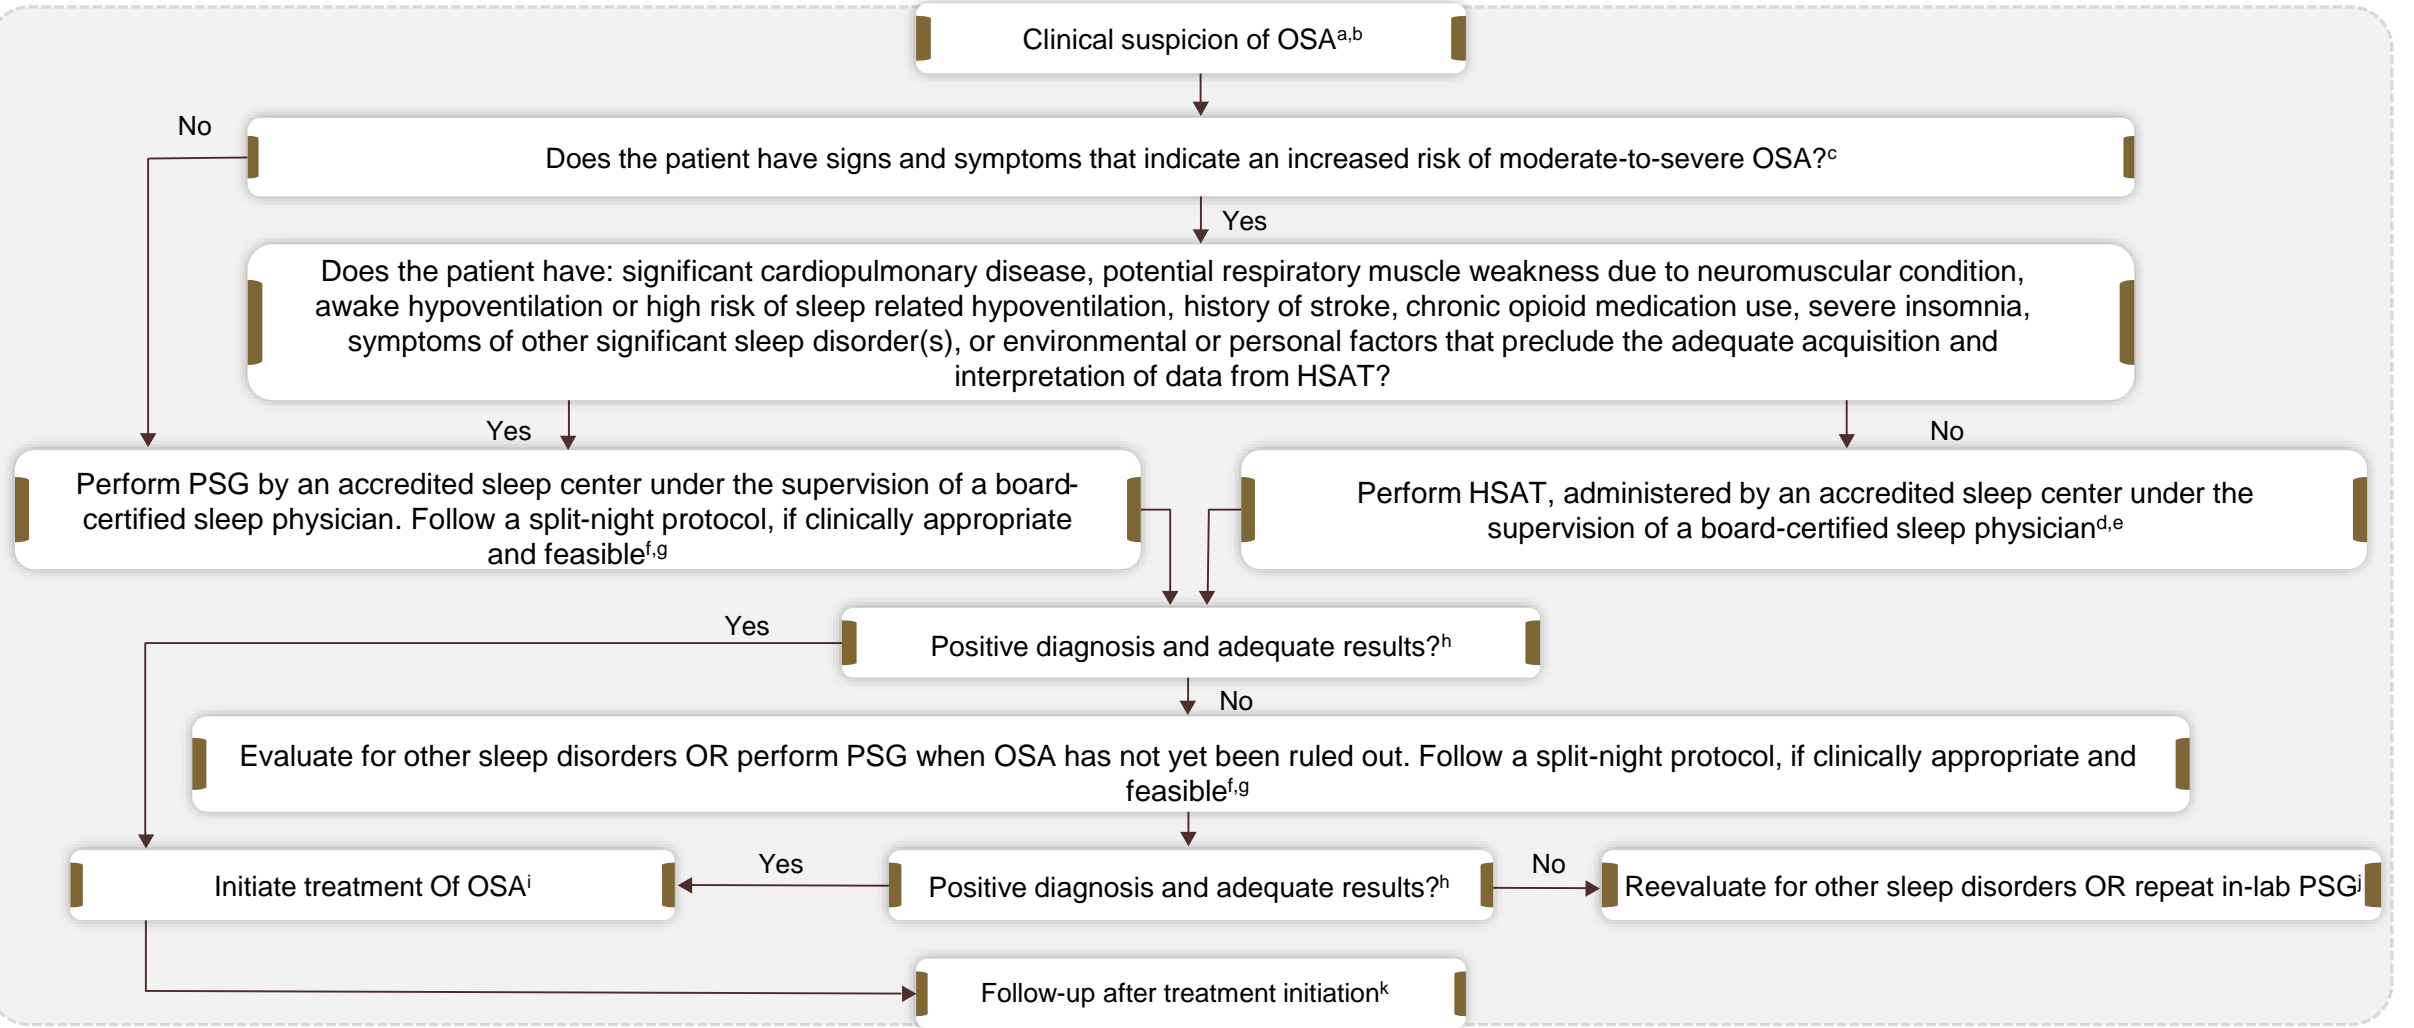 Clinical suspicion of OSAa,b
No
Does the patient have signs and symptoms that indicate an increased risk of moderate-to-severe OSA?c
Yes
Does the patient have: significant cardiopulmonary disease, potential respiratory muscle weakness due to neuromuscular condition,
awake hypoventilation or high risk of sleep related hypoventilation, history of stroke, chronic opioid medication use, severe insomnia,
symptoms of other significant sleep disorder(s), or environmental or personal factors that preclude the adequate acquisition and
interpretation of data from HSAT?
Yes
No
Perform PSG by an accredited sleep center under the supervision of a board-
certified sleep physician. Follow a split-night protocol, if clinically appropriate
and feasiblef,g
Perform HSAT, administered by an accredited sleep center under the
supervision of a board-certified sleep physiciand,e
Yes
Positive diagnosis and adequate results?h
No
Evaluate for other sleep disorders OR perform PSG when OSA has not yet been ruled out. Follow a split-night protocol, if clinically appropriate and
feasiblef,g
Initiate treatment Of OSAi
Yes
Positive diagnosis and adequate results?h
No
Reevaluate for other sleep disorders OR repeat in-lab PSGj
Follow-up after treatment initiationk